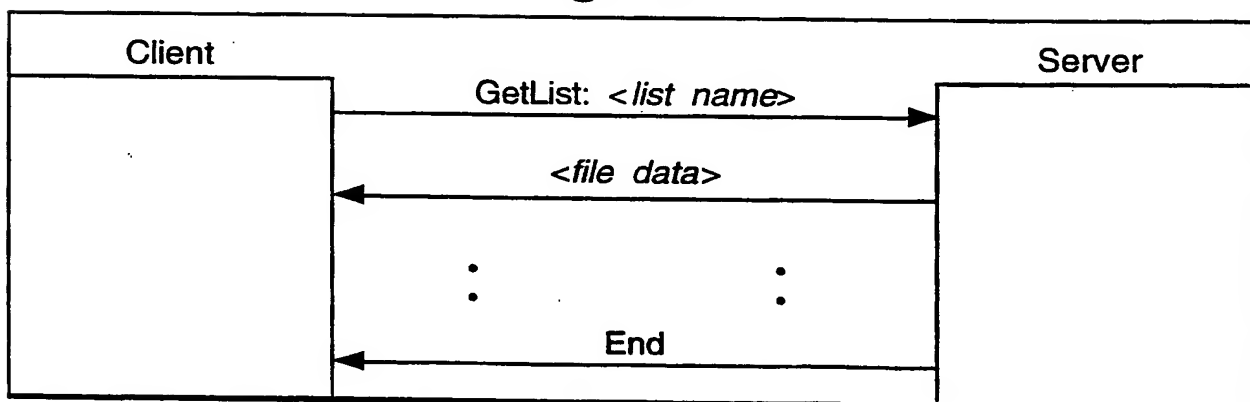 Client
Server
GetList: <list name>
<file data>
End